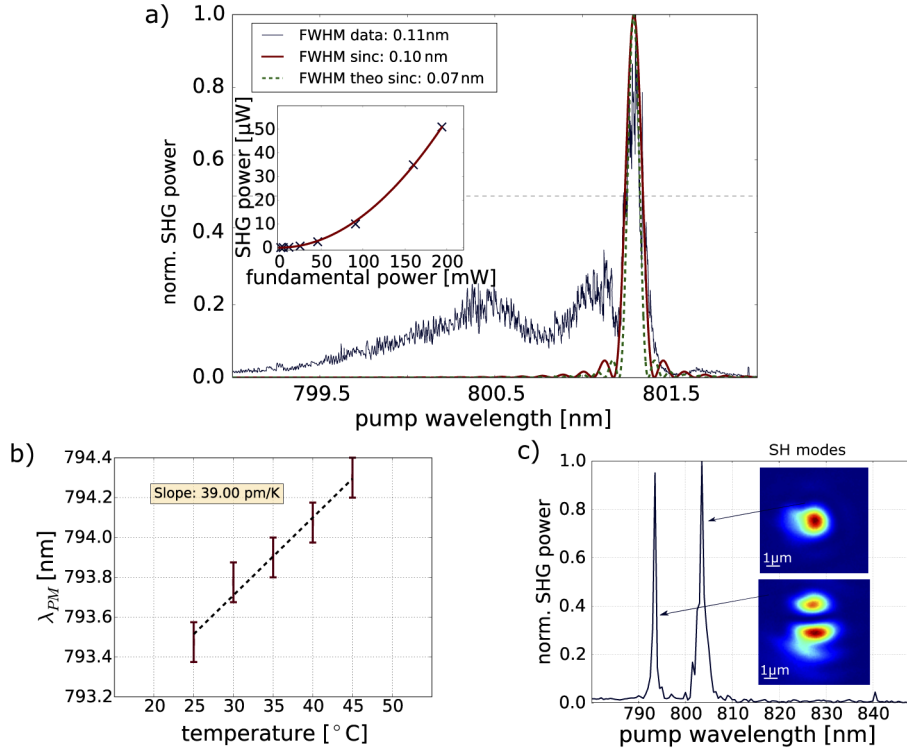 a)
FWHM data: 0.11nm
FWHM sinc: 0.10 nm
FWHM theo sinc: 0.07 nm
norm. SHG power
1.0
0.8
0.6
0.4
0.2
0.0
799.5 800.5 801.5
pump wavelength [nm]
SHG power [µW]
50
40
30
20
10
0
0 50 100 150 200
fundamental power [mW]
b)
λPM [nm]
794.4
794.2
794.0
793.8
793.6
793.4
793.2
Slope: 39.00 pm/K
20 25 30 35 40 45 50
temperature [°C]
c)
SH modes
norm. SHG power
1.0
0.8
0.6
0.4
0.2
0.0
1µm
1µm
790 800 810 820 830 840
pump wavelength [nm]